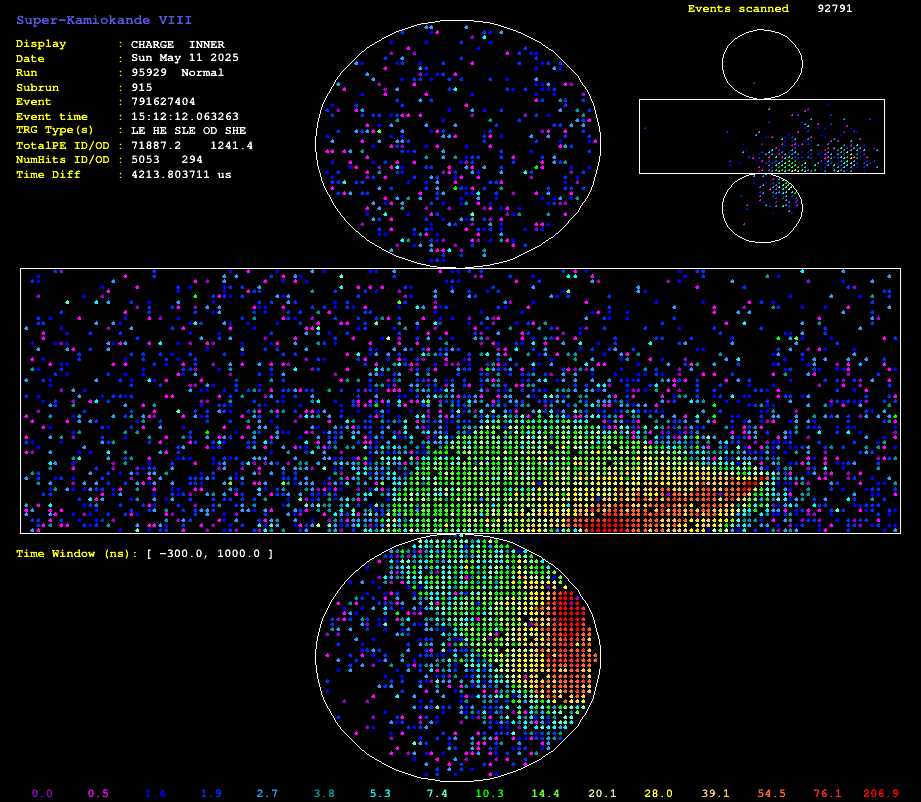 Super-Kamiokande VIII
Events scanned 92791
Display : CHARGE INNER
Date : Sun May 11 2025
Run : 95929 Normal
Subrun : 915
Event : 791627404
Event time : 15:12:12.063263
TRG Type(s) : LE HE SLE OD SHE
TotalPE ID/OD : 71887.2 1241.4
NumHits ID/OD : 5053 294
Time Diff : 4213.803711 us
Time Window (ns): [ −300.0, 1000.0 ]
0.0 0.5 1.4 1.9 2.7 3.8 5.3 7.4 10.3 14.4 20.1 28.0 39.1 54.5 76.1 206.9